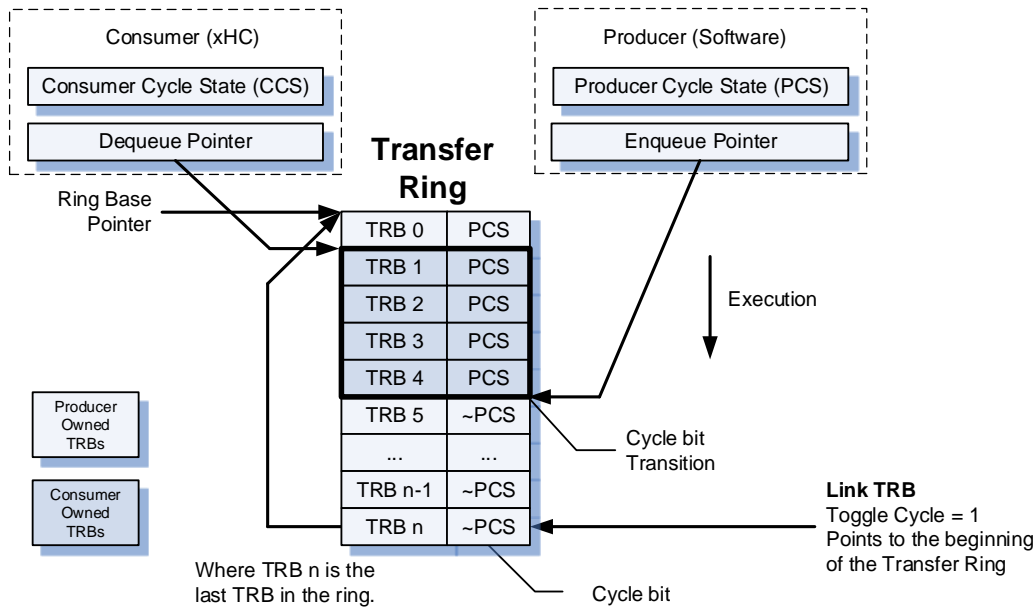 Consumer (xHC)
Consumer Cycle State (CCS)
Dequeue Pointer
Producer (Software)
Producer Cycle State (PCS)
Enqueue Pointer
Transfer
Ring
Ring Base
Pointer
TRB 0 PCS
TRB 1 PCS
TRB 2 PCS
TRB 3 PCS
TRB 4 PCS
TRB 5 ~PCS
... ...
TRB n-1 ~PCS
TRB n ~PCS
Execution
Cycle bit
Transition
Producer
Owned
TRBs
Consumer
Owned
TRBs
Link TRB
Toggle Cycle = 1
Points to the beginning
of the Transfer Ring
Where TRB n is the
last TRB in the ring.
Cycle bit